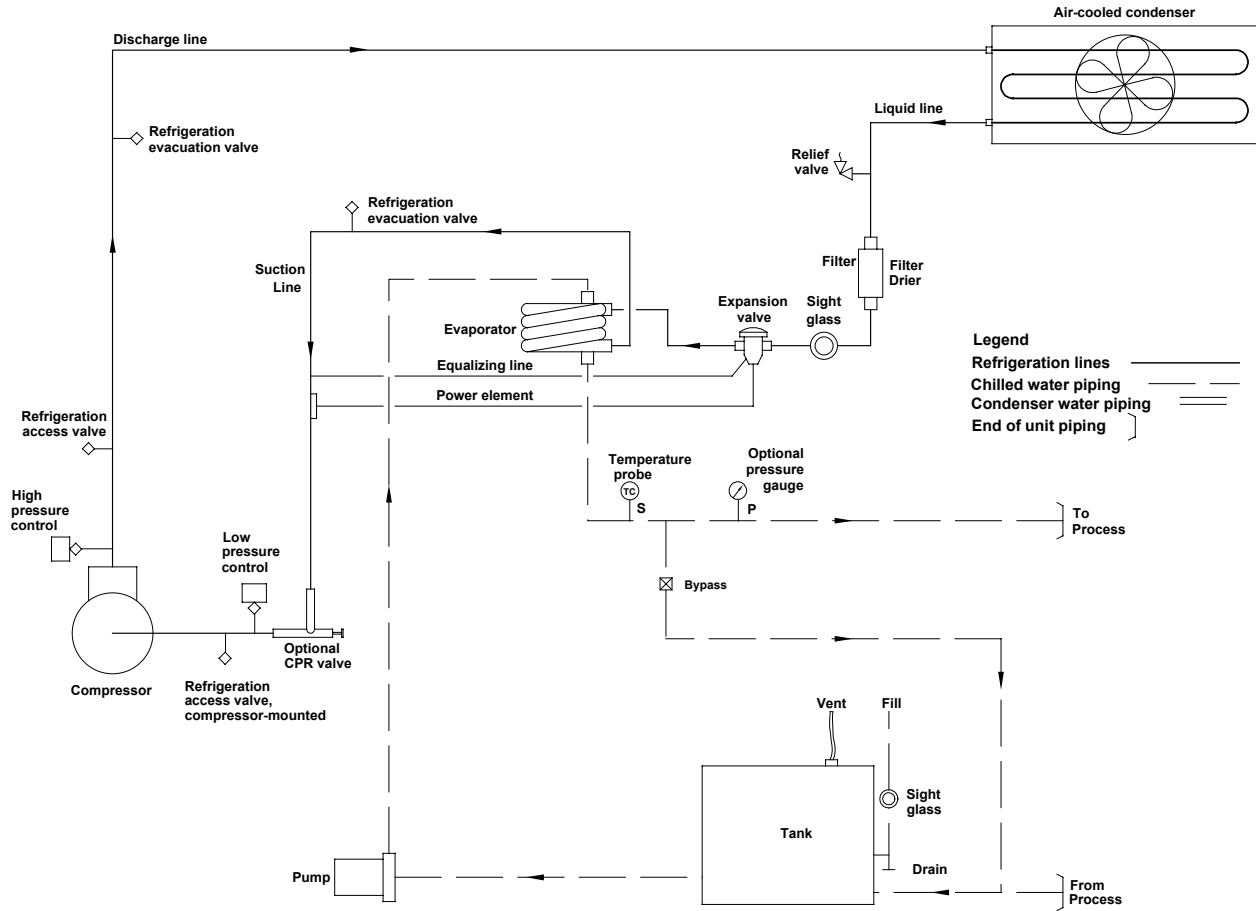 Air-cooled condenser
Discharge line
Liquid line
Refrigeration
evacuation valve
Relief
valve
Refrigeration
evacuation valve
Suction
Line
Filter
Filter
Drier
Expansion
valve
Sight
glass
Evaporator
Equalizing line
Power element
Legend
Refrigeration lines
Chilled water piping
Condenser water piping
End of unit piping
Refrigeration
access valve
Temperature
probe
TC
S
Optional
pressure
gauge
P
To
Process
High
pressure
control
Low
pressure
control
Bypass
Optional
CPR valve
Compressor
Refrigeration
access valve,
compressor-mounted
Vent
Fill
Sight
glass
Tank
Drain
Pump
From
Process